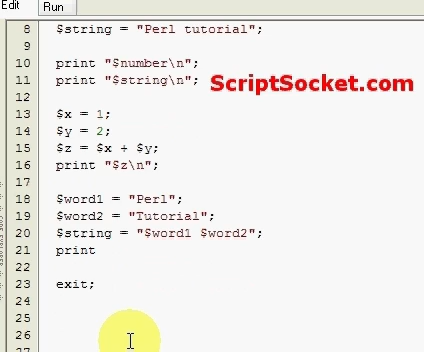 Edit Run
8 $string = "Perl tutorial";
9
10 print "$number\n";
11 print "$string\n";
ScriptSocket.com
12
13 $x = 1;
14 $y = 2;
15 $z = $x + $y;
16 print "$z\n";
17
18 $word1 = "Perl";
19 $word2 = "Tutorial";
20 $string = "$word1 $word2";
21 print
22
23 exit;
24
25
26
27